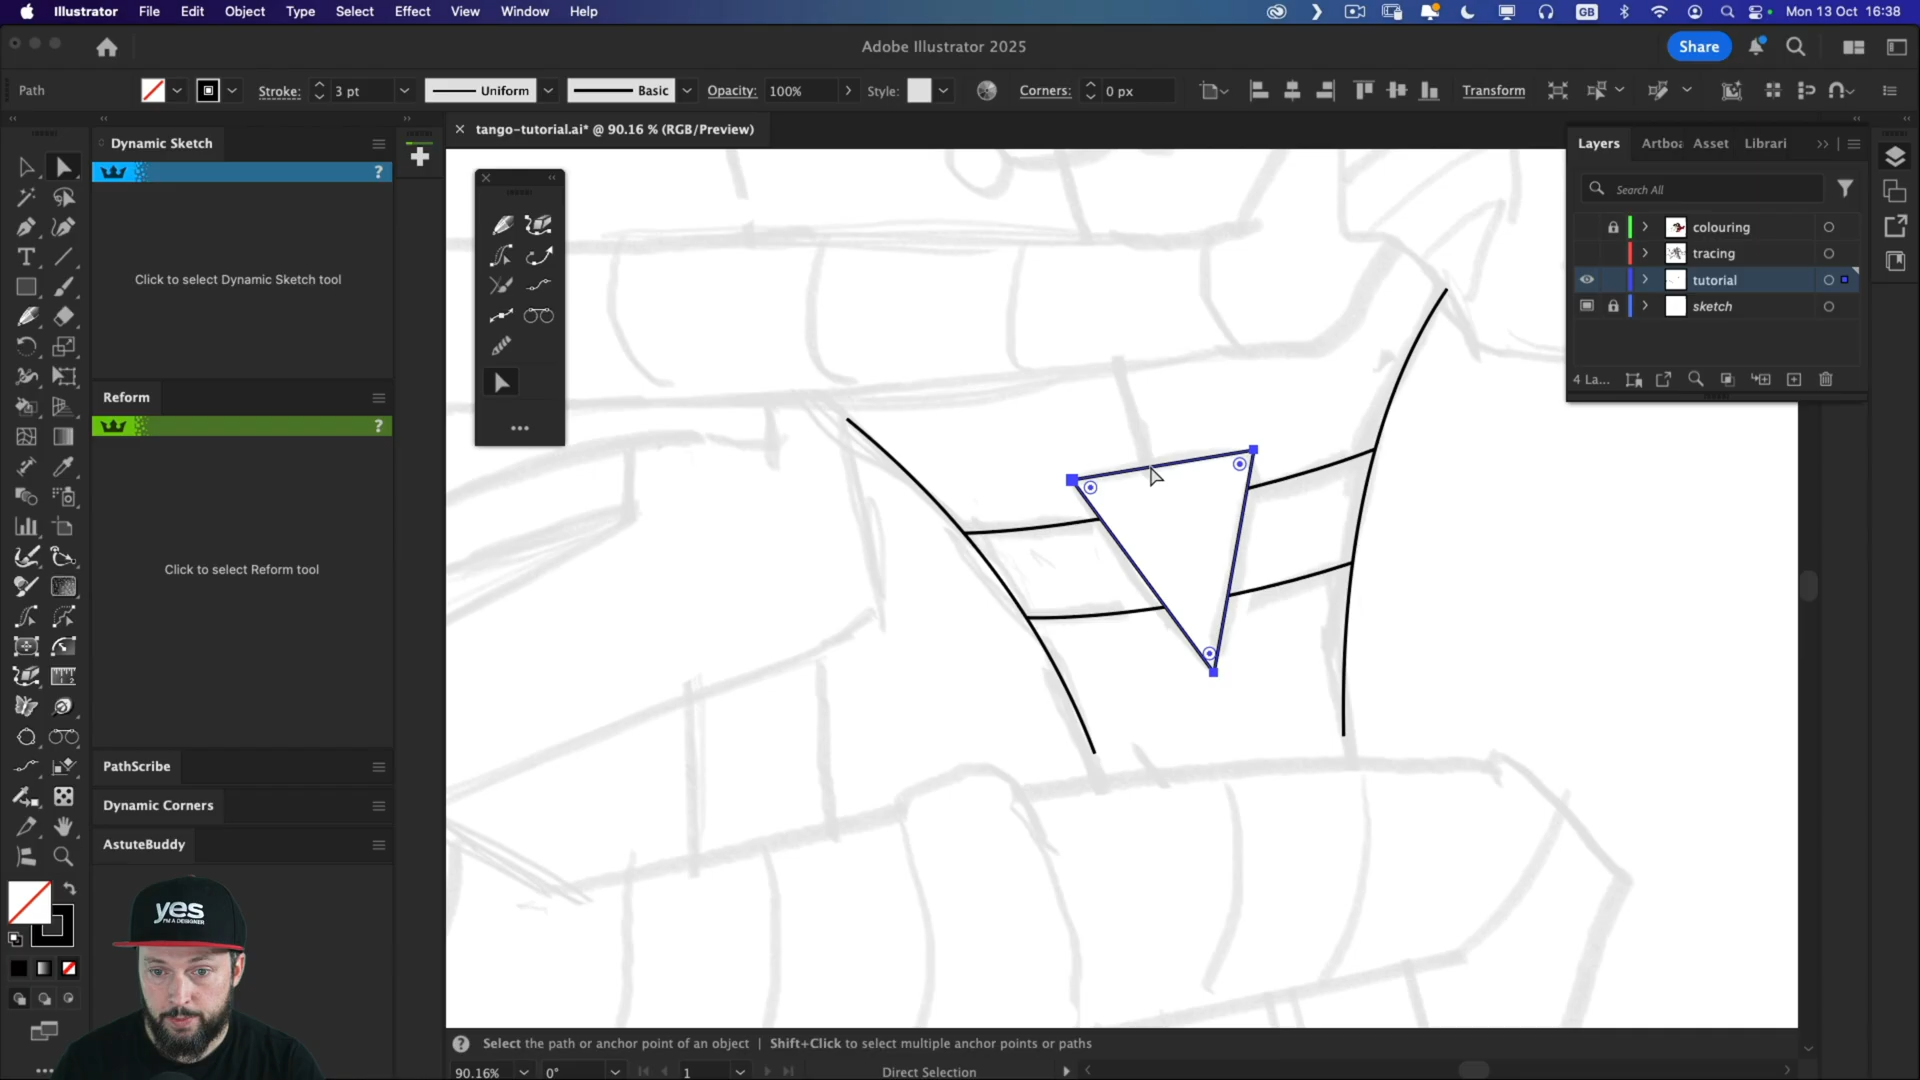 Illustrator File Edit Object Type Select Effect View Window Help
GB
Mon 13 Oct 16:38
Adobe Illustrator 2025
Share
Path
Stroke: 3 pt
Uniform
Basic
Opacity: 100%
Style:
Corners: 0 px
Transform
Dynamic Sketch
?
Click to select Dynamic Sketch tool
Reform
?
Click to select Reform tool
PathScribe
Dynamic Corners
AstuteBuddy
yes
I'M A DESIGNER
tango-tutorial.ai* @ 90.16 % (RGB/Preview)
Layers Artboa Asset Librari
Search All
colouring
tracing
tutorial
sketch
4 La...
? Select the path or anchor point of an object | Shift+Click to select multiple anchor points or paths
90.16% 0° 1 Direct Selection